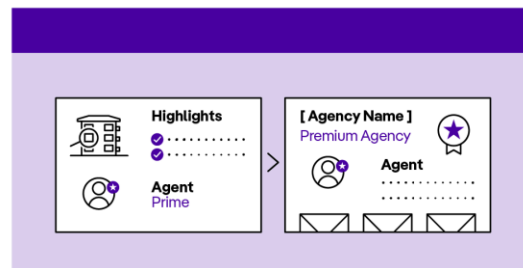 Highlights
Agent
Prime
[ Agency Name ]
Premium Agency
Agent